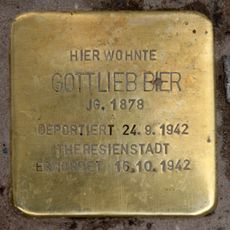 HIER WOHNTE
GOTTLIEB BIER
JG. 1878
DEPORTIERT 24.9.1942
THERESIENSTADT
ERMORDET 16.10.1942